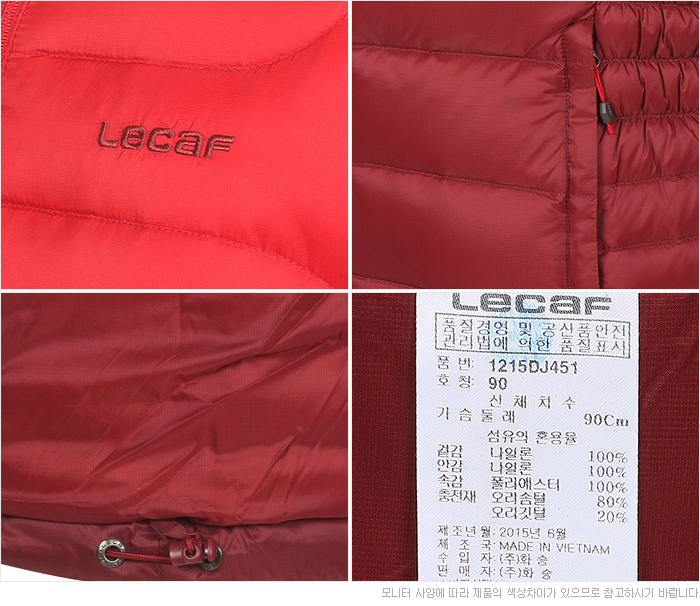 Lecaf
Lecaf
품질경영 및 공산품안전
관리법에 의한 품질표시
품 번: 1215DJ451
호 칭: 90
신 체 치 수
가 슴 둘 레 90Cm
섬유의 혼용율
겉감 나일론 100%
안감 나일론 100%
속감 폴리에스터 100%
충전재 오리솜털 80%
오리깃털 20%
제조년월: 2015년 6월
제 조 국: MADE IN VIETNAM
수 입 자: (주)화 승
판 매 자: (주)화 승
모니터 사양에 따라 제품의 색상차이가 있으므로 참고하시기 바랍니다